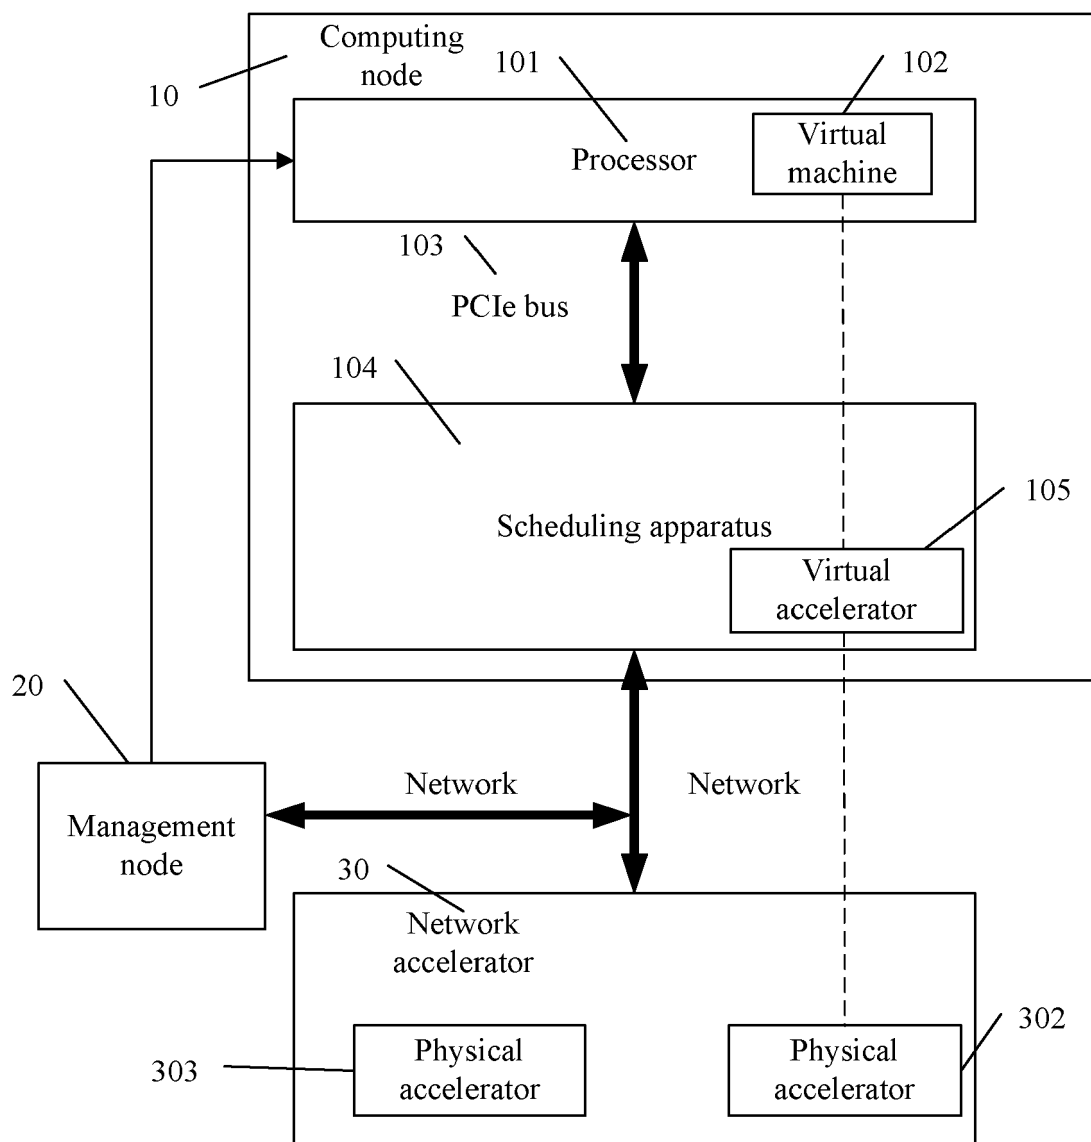 Computing
node
10
101
102
Processor
Virtual
machine
103
PCIe bus
104
105
Scheduling apparatus
Virtual
accelerator
20
Network
Network
Management
node
30
Network
accelerator
302
303
Physical
accelerator
Physical
accelerator